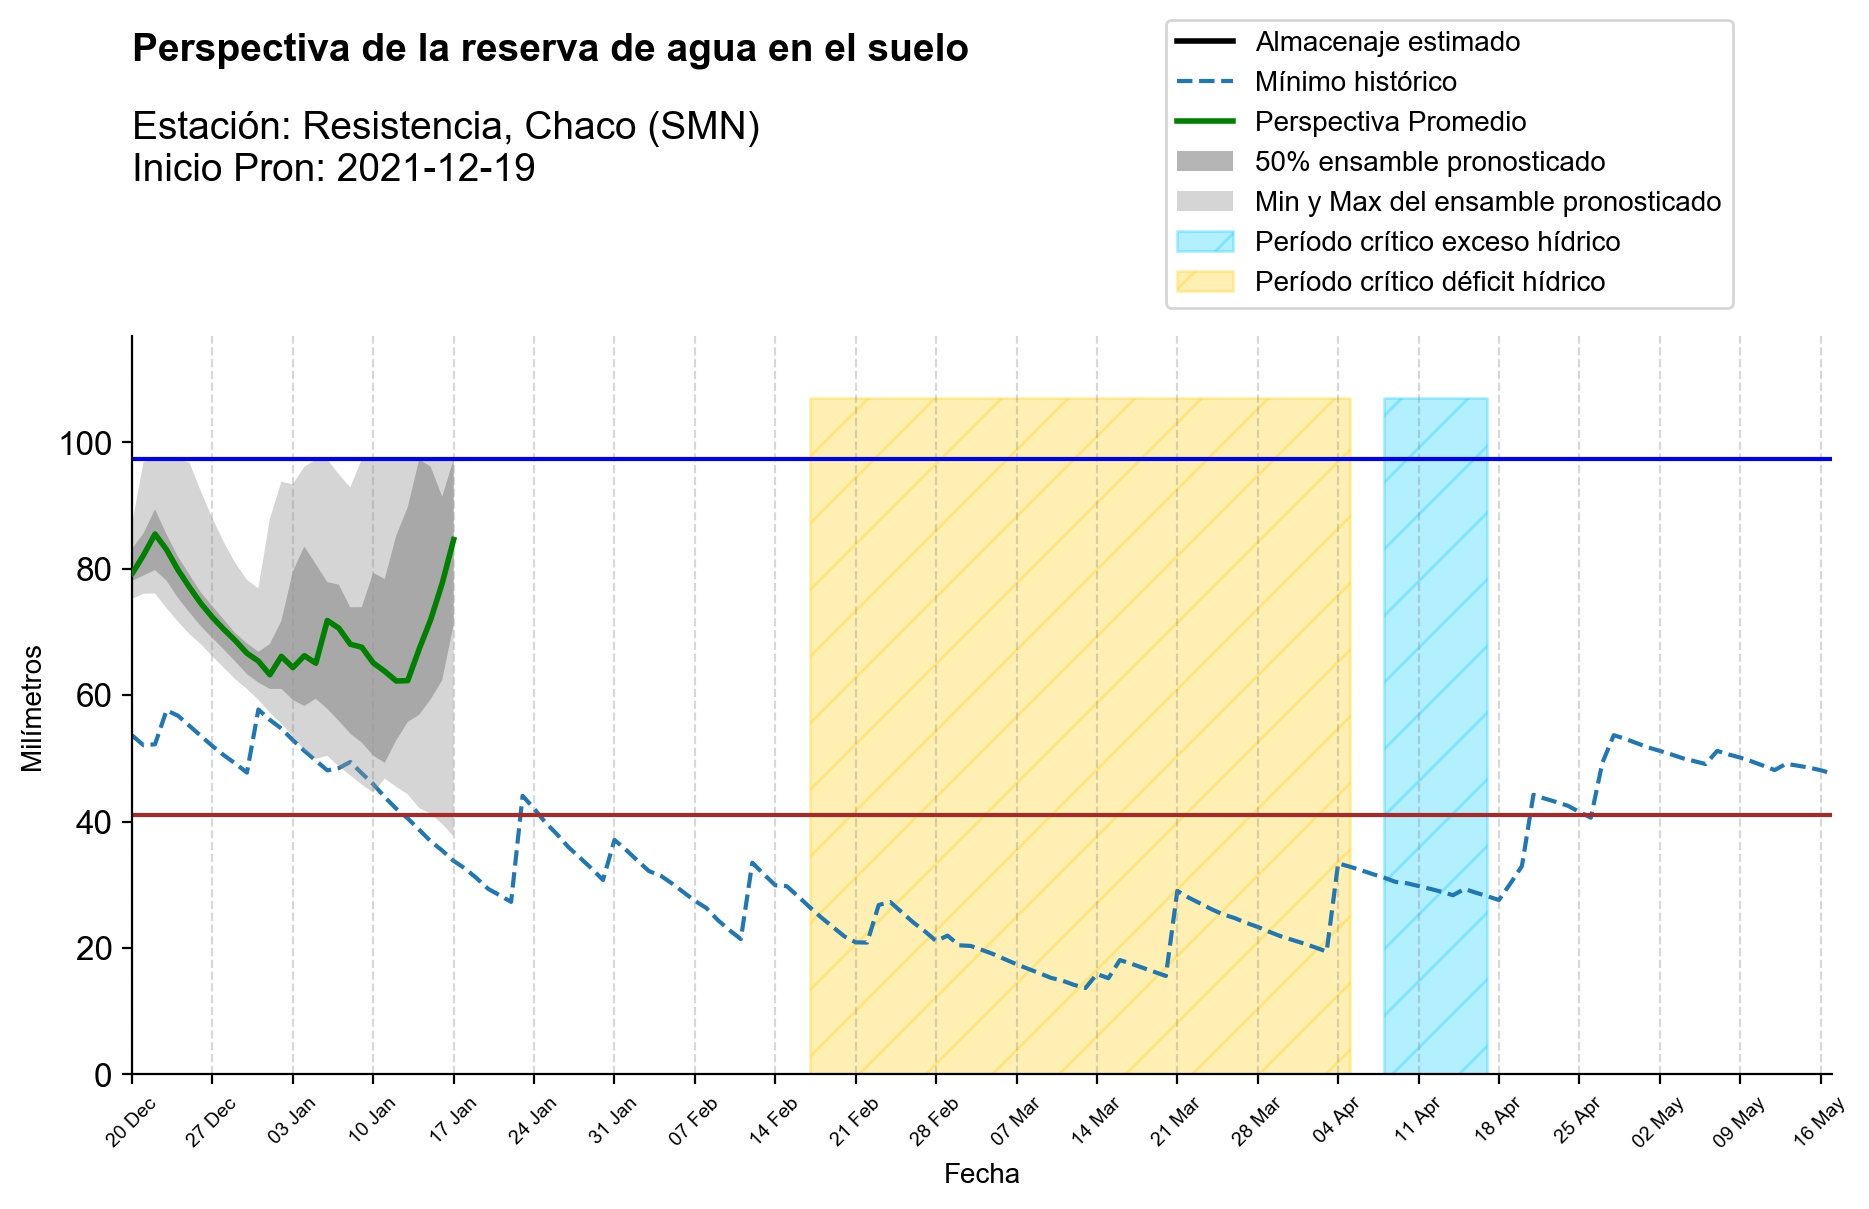 Perspectiva de la reserva de agua en el suelo
Estación: Resistencia, Chaco (SMN)
Inicio Pron: 2021-12-19
Almacenaje estimado
Mínimo histórico
Perspectiva Promedio
50% ensamble pronosticado
Min y Max del ensamble pronosticado
Período crítico exceso hídrico
Período crítico déficit hídrico
Milímetros
100
80
60
40
20
0
20 Dec
27 Dec
03 Jan
10 Jan
17 Jan
24 Jan
31 Jan
07 Feb
14 Feb
21 Feb
28 Feb
07 Mar
14 Mar
21 Mar
28 Mar
04 Apr
11 Apr
18 Apr
25 Apr
02 May
09 May
16 May
Fecha